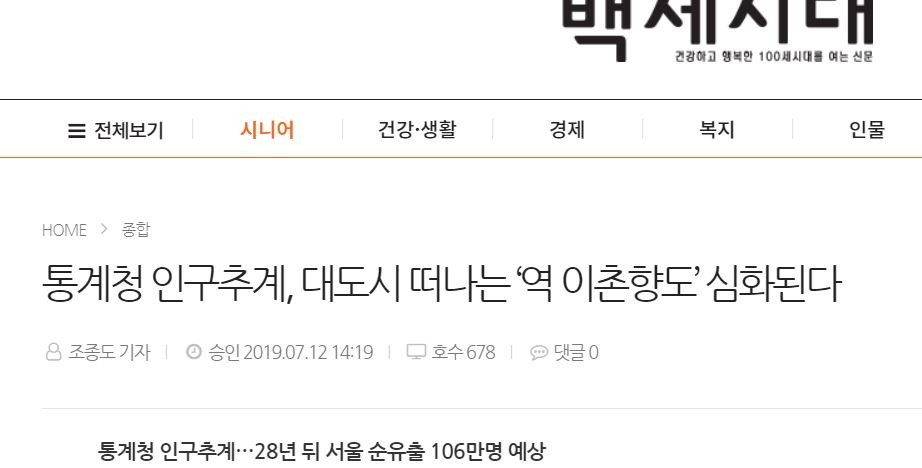 백세시대
건강하고 행복한 100세시대를 여는 신문
전체보기 시니어 건강·생활 경제 복지 인물
HOME > 종합
통계청 인구추계, 대도시 떠나는 ‘역 이촌향도’ 심화된다
조종도 기자 승인 2019.07.12 14:19 호수 678 댓글 0
통계청 인구추계…28년 뒤 서울 순유출 106만명 예상